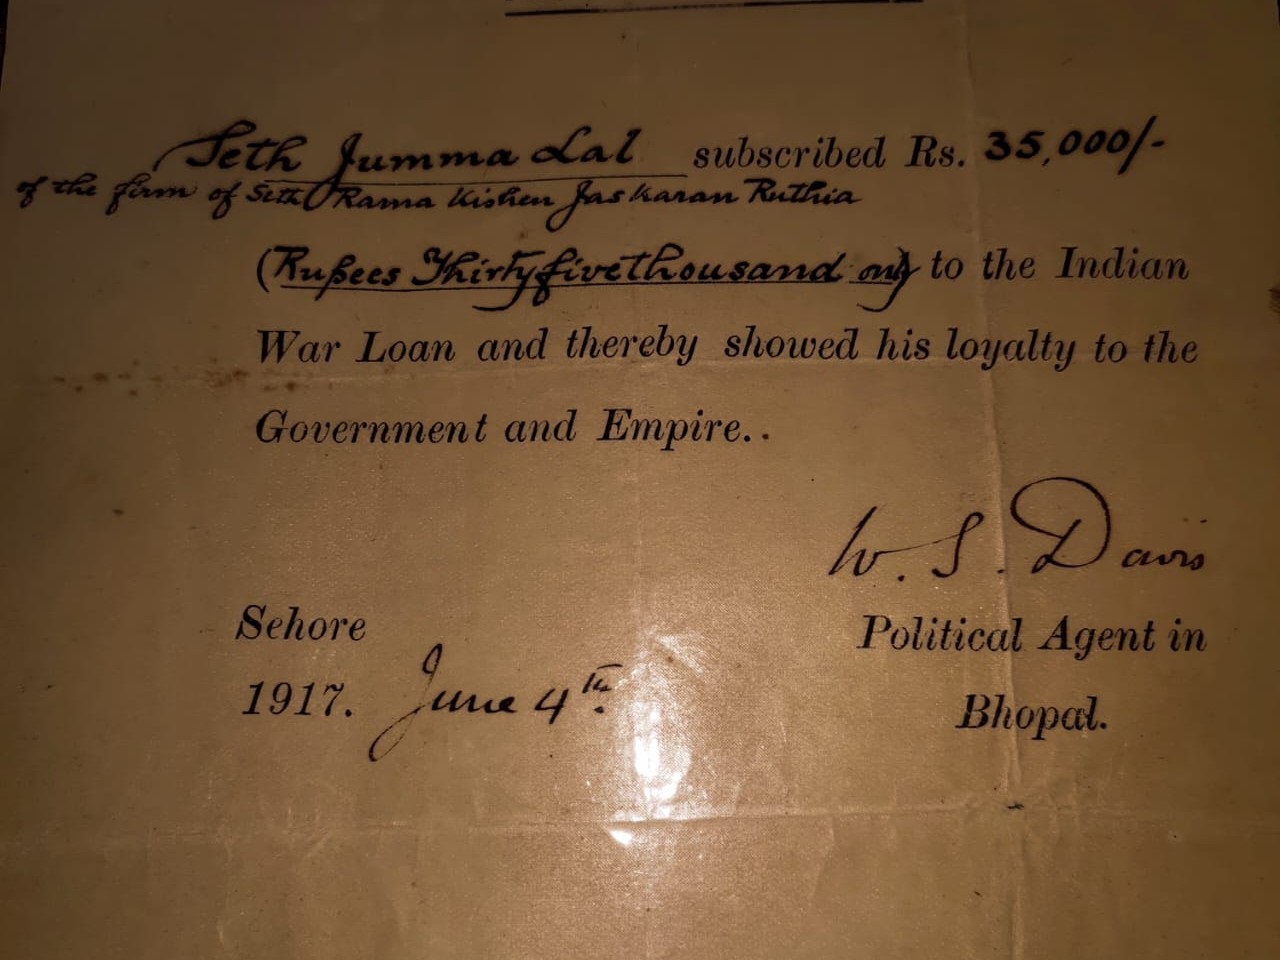 Seth Jumma Lal subscribed Rs. 35,000/-
of the firm of Seth Rama Kishen Jaskaran Ruthia
(Rupees Thirtyfivethousand only) to the Indian
War Loan and thereby showed his loyalty to the
Government and Empire..
W. S. Davis
Sehore
Political Agent in
1917. June 4th.
Bhopal.